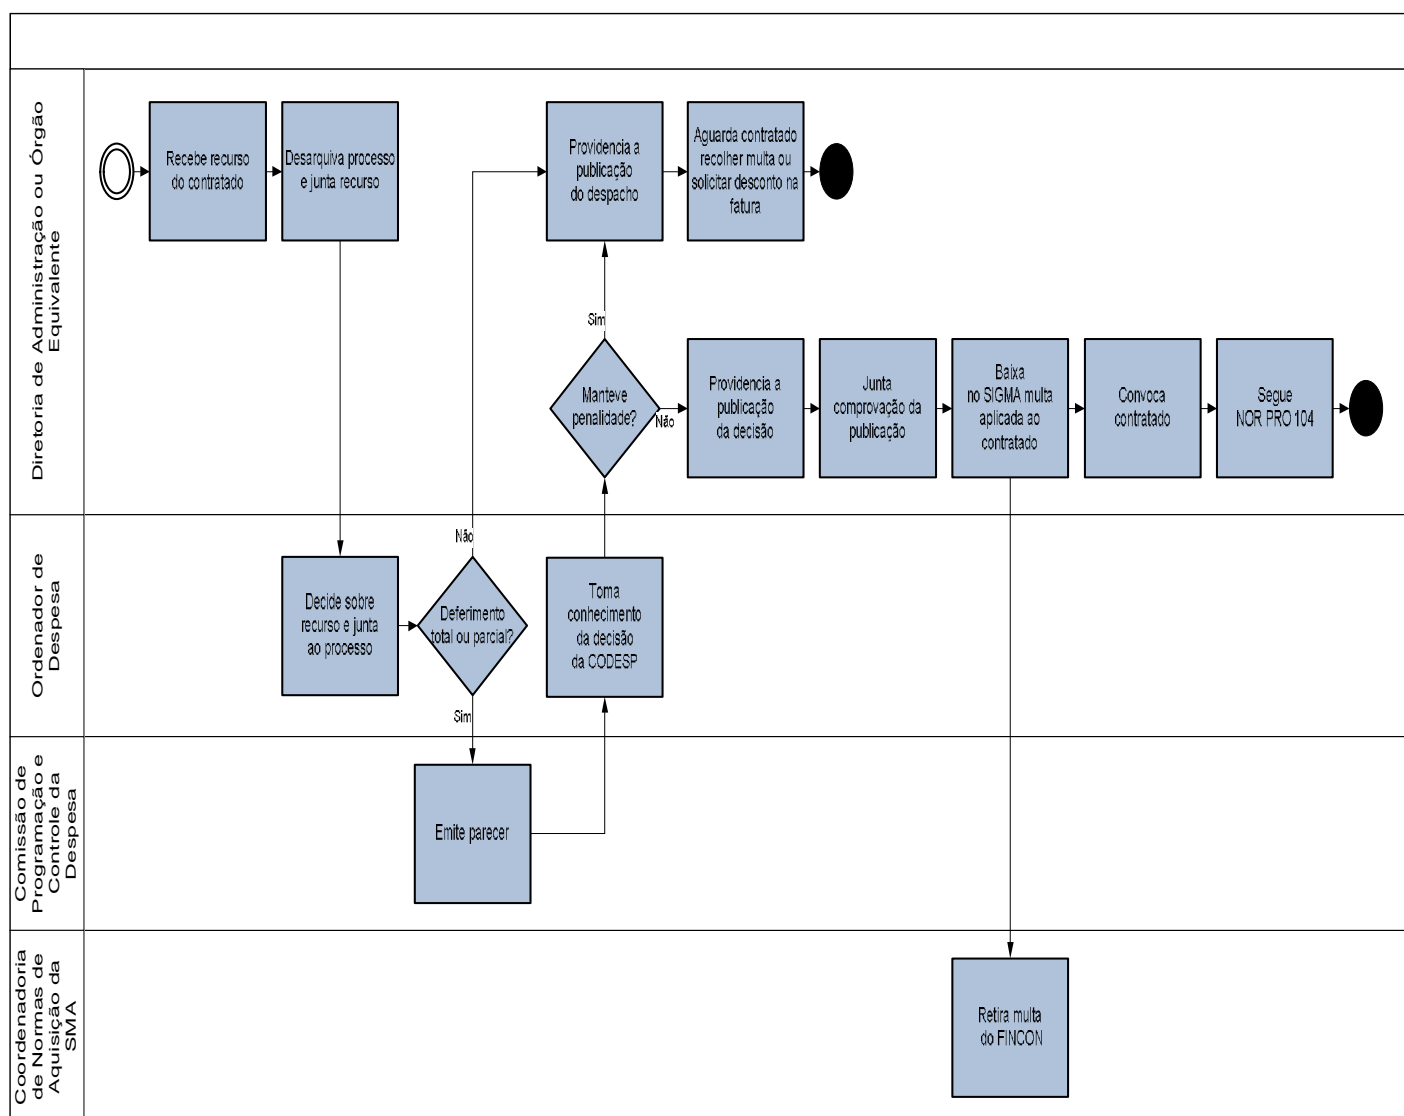 Diretoria de Administração ou Órgão
Equivalente
Recebe recurso
do contratado
Desarquiva processo
e junta recurso
Providencia a
publicação
do despacho
Aguarda contratado
recolher multa ou
solicitar desconto na
fatura
Sim
Manteve
penalidade?
Não
Providencia a
publicação
da decisão
Junta
comprovação da
publicação
Baixa
no SIGMA multa
aplicada ao
contratado
Convoca
contratado
Segue
NOR PRO 104
Ordenador de
Despesa
Decide sobre
recurso e junta
ao processo
Não
Deferimento
total ou parcial?
Sim
Toma
conhecimento
da decisão
da CODESP
Comissão de
Programação e
Controle da
Despesa
Emite parecer
Coordenadoria
de Normas de
Aquisição da
SMA
Retira multa
do FINCON